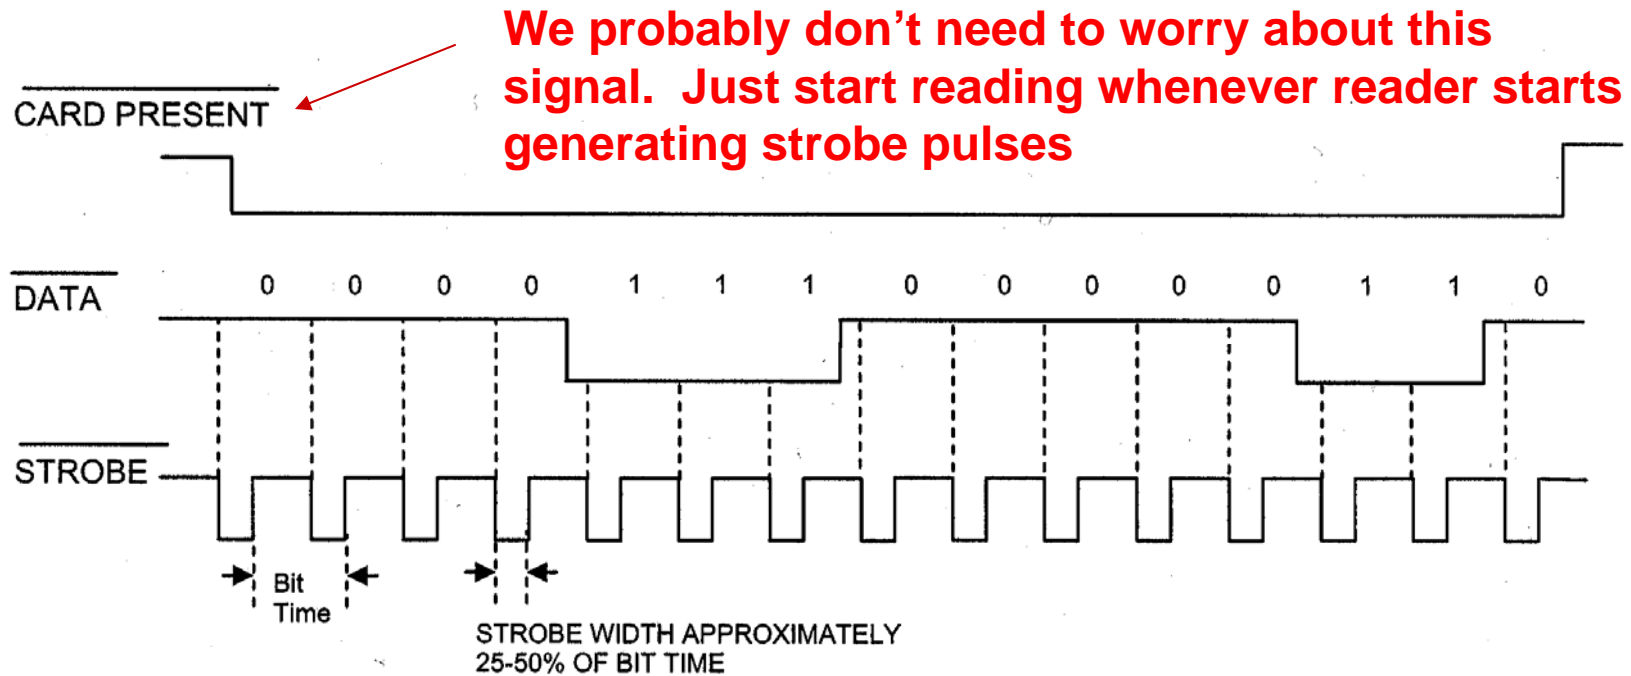 We probably don’t need to worry about this
signal. Just start reading whenever reader starts
generating strobe pulses
CARD PRESENT
DATA
0 0 0 0 1 1 1 0 0 0 0 0 1 1 0
STROBE
Bit
Time
STROBE WIDTH APPROXIMATELY
25-50% OF BIT TIME